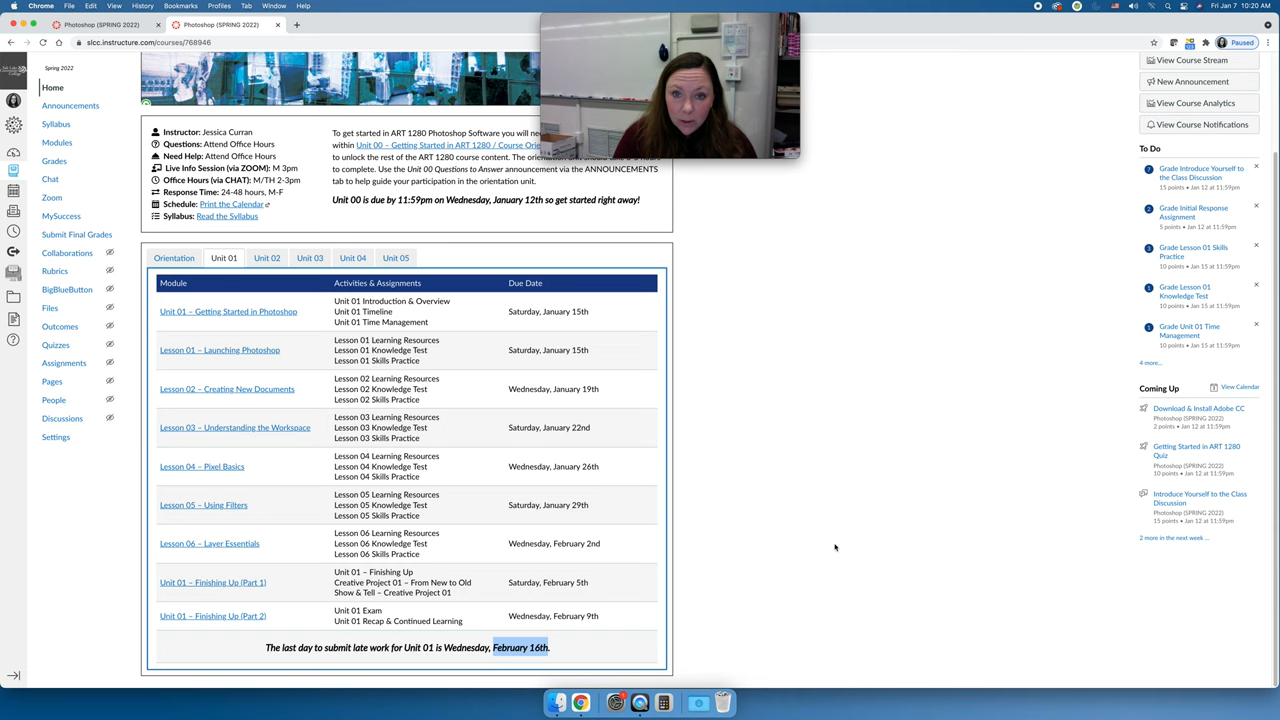 Chrome File Edit View History Bookmarks Profiles Tab Window Help Fri Jan 7 10:20 AM
Photoshop (SPRING 2022) Photoshop (SPRING 2022)
slcc.instructure.com/courses/768946 Paused
Spring 2022
Home
Announcements
Syllabus
Modules
Grades
Chat
Zoom
MySuccess
Submit Final Grades
Collaborations
Rubrics
BigBlueButton
Files
Outcomes
Quizzes
Assignments
Pages
People
Discussions
Settings
Instructor: Jessica Curran
Questions: Attend Office Hours
Need Help: Attend Office Hours
Live Info Session (via ZOOM): M 3pm
Office Hours (via CHAT): M/TH 2-3pm
Response Time: 24-48 hours, M-F
Schedule: Print the Calendar
Syllabus: Read the Syllabus
To get started in ART 1280 Photoshop Software you will
within Unit 00 – Getting Started in ART 1280 / Course
to unlock the rest of the ART 1280 course content. The orientation
to complete. Use the Unit 00 Questions to Answer announcement via the ANNOUNCEMENTS
tab to help guide your participation in the orientation unit.
Unit 00 is due by 11:59pm on Wednesday, January 12th so get started right away!
Orientation Unit 01 Unit 02 Unit 03 Unit 04 Unit 05
Module Activities & Assignments Due Date
Unit 01 – Getting Started in Photoshop Unit 01 Introduction & Overview Saturday, January 15th
Unit 01 Timeline
Unit 01 Time Management
Lesson 01 – Launching Photoshop Lesson 01 Learning Resources Saturday, January 15th
Lesson 01 Knowledge Test
Lesson 01 Skills Practice
Lesson 02 – Creating New Documents Lesson 02 Learning Resources Wednesday, January 19th
Lesson 02 Knowledge Test
Lesson 02 Skills Practice
Lesson 03 – Understanding the Workspace Lesson 03 Learning Resources Saturday, January 22nd
Lesson 03 Knowledge Test
Lesson 03 Skills Practice
Lesson 04 – Pixel Basics Lesson 04 Learning Resources Wednesday, January 26th
Lesson 04 Knowledge Test
Lesson 04 Skills Practice
Lesson 05 – Using Filters Lesson 05 Learning Resources Saturday, January 29th
Lesson 05 Knowledge Test
Lesson 05 Skills Practice
Lesson 06 – Layer Essentials Lesson 06 Learning Resources Wednesday, February 2nd
Lesson 06 Knowledge Test
Lesson 06 Skills Practice
Unit 01 – Finishing Up (Part 1) Unit 01 – Finishing Up Saturday, February 5th
Creative Project 01 – From New to Old
Show & Tell – Creative Project 01
Unit 01 – Finishing Up (Part 2) Unit 01 Exam Wednesday, February 9th
Unit 01 Recap & Continued Learning
The last day to submit late work for Unit 01 is Wednesday, February 16th.
View Course Stream
New Announcement
View Course Analytics
View Course Notifications
To Do
Grade Introduce Yourself to
the Class Discussion
15 points • Jan 12 at 11:59pm
Grade Initial Response
Assignment
5 points • Jan 12 at 11:59pm
Grade Lesson 01 Skills
Practice
10 points • Jan 15 at 11:59pm
Grade Lesson 01
Knowledge Test
10 points • Jan 15 at 11:59pm
Grade Unit 01 Time
Management
10 points • Jan 15 at 11:59pm
4 more...
Coming Up View Calendar
Download & Install Adobe CC
Photoshop (SPRING 2022)
2 points • Jan 12 at 11:59pm
Getting Started in ART 1280
Quiz
Photoshop (SPRING 2022)
10 points • Jan 12 at 11:59pm
Introduce Yourself to the Class
Discussion
Photoshop (SPRING 2022)
15 points • Jan 12 at 11:59pm
2 more in the next week ...